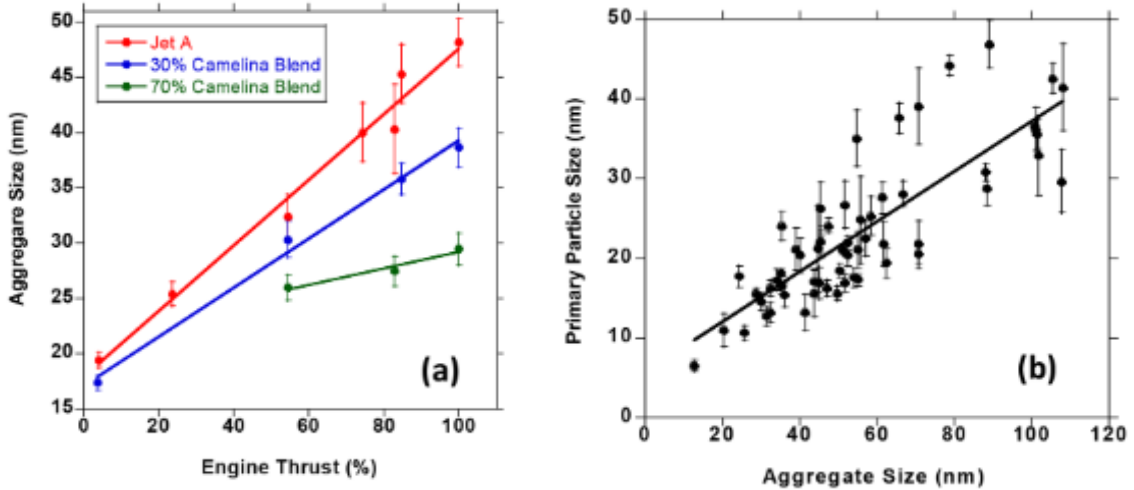 50
45
40
35
30
25
20
15
Aggregare Size (nm)
Jet A
30% Camelina Blend
70% Camelina Blend
(a)
0 20 40 60 80 100
Engine Thrust (%)
50
40
30
20
10
0
Primary Particle Size (nm)
(b)
0 20 40 60 80 100 120
Aggregate Size (nm)